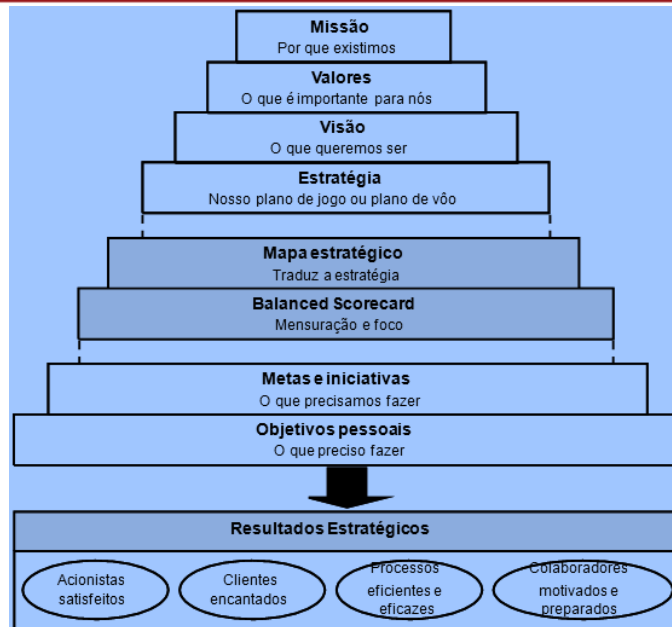 Missão
Por que existimos
Valores
O que é importante para nós
Visão
O que queremos ser
Estratégia
Nosso plano de jogo ou plano de vôo
Mapa estratégico
Traduz a estratégia
Balanced Scorecard
Mensuração e foco
Metas e iniciativas
O que precisamos fazer
Objetivos pessoais
O que preciso fazer
Resultados Estratégicos
Acionistas
satisfeitos
Clientes
encantados
Processos
eficientes e
eficazes
Colaboradores
motivados e
preparados